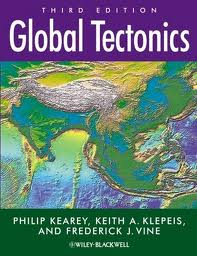 THIRD EDITION
Global Tectonics
PHILIP KEAREY, KEITH A. KLEPEIS,
AND FREDERICK J. VINE
WILEY-BLACKWELL